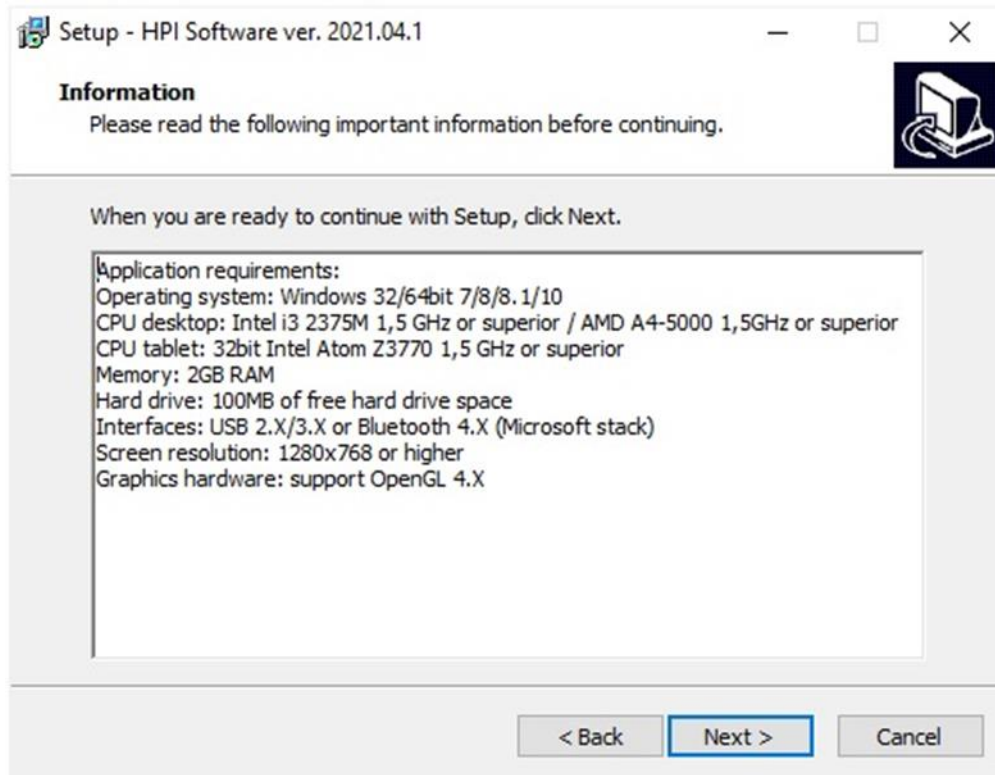 Setup - HPI Software ver. 2021.04.1
Information
Please read the following important information before continuing.
When you are ready to continue with Setup, click Next.
Application requirements:
Operating system: Windows 32/64bit 7/8/8.1/10
CPU desktop: Intel i3 2375M 1,5 GHz or superior / AMD A4-5000 1,5GHz or superior
CPU tablet: 32bit Intel Atom Z3770 1,5 GHz or superior
Memory: 2GB RAM
Hard drive: 100MB of free hard drive space
Interfaces: USB 2.X/3.X or Bluetooth 4.X (Microsoft stack)
Screen resolution: 1280x768 or higher
Graphics hardware: support OpenGL 4.X
< Back Next > Cancel